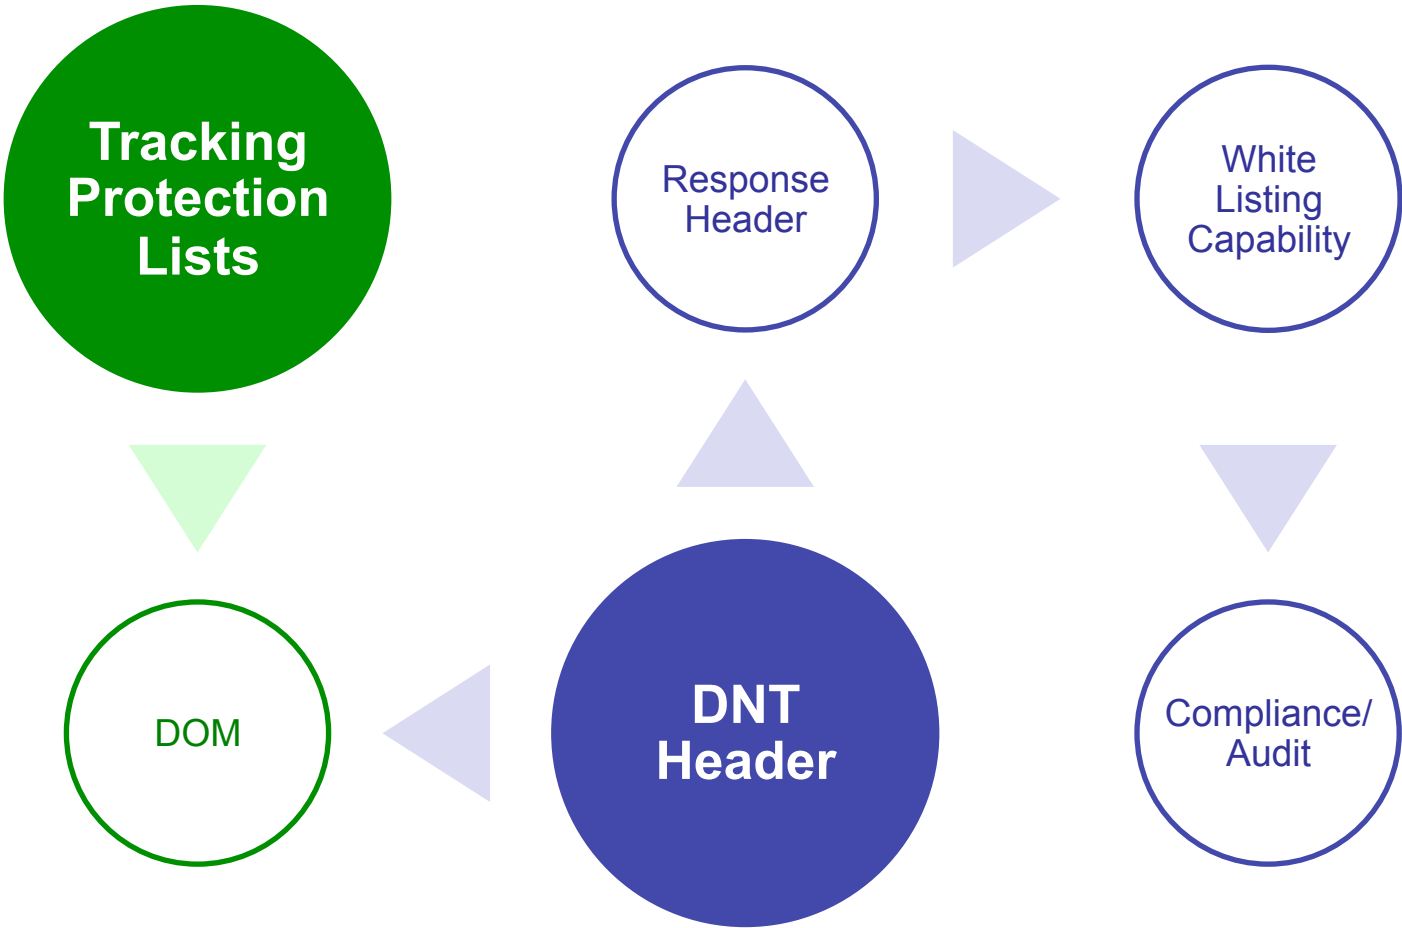 Tracking
Protection
Lists
Response
Header
White
Listing
Capability
DOM
DNT
Header
Compliance/
Audit